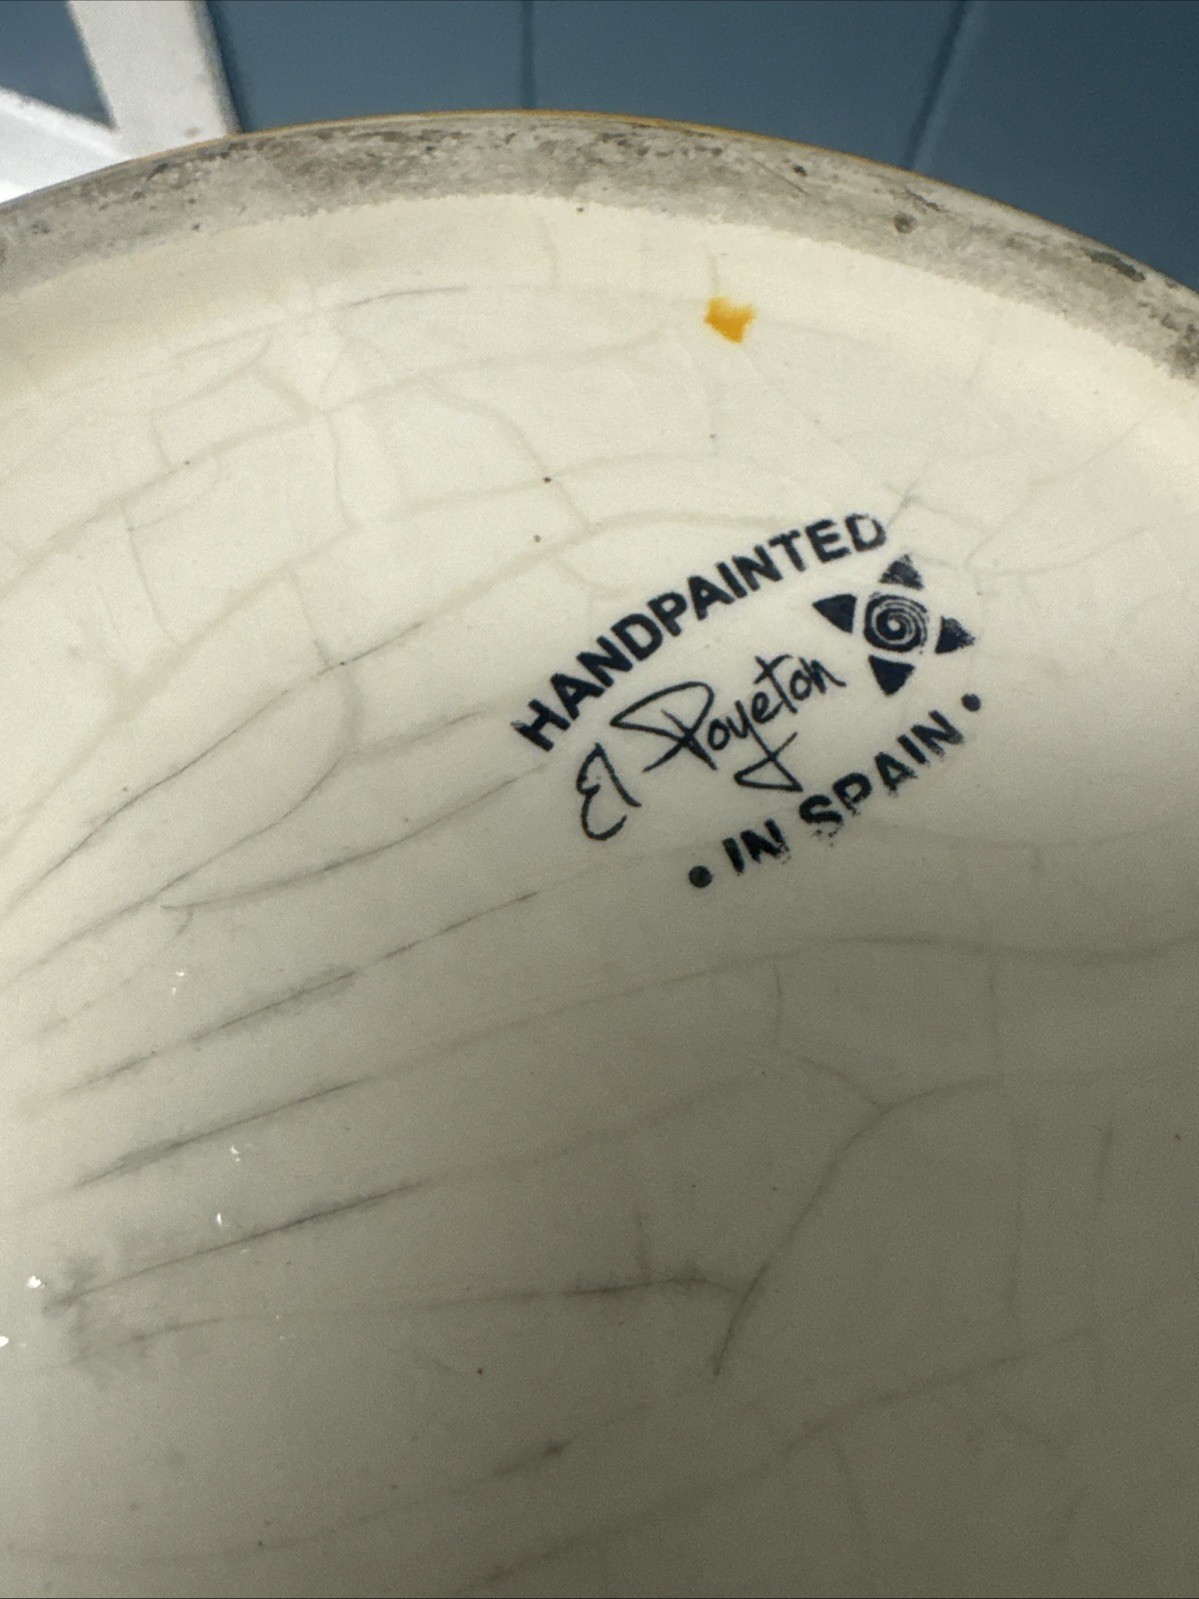 HANDPAINTED
El Poyeton
• IN SPAIN •